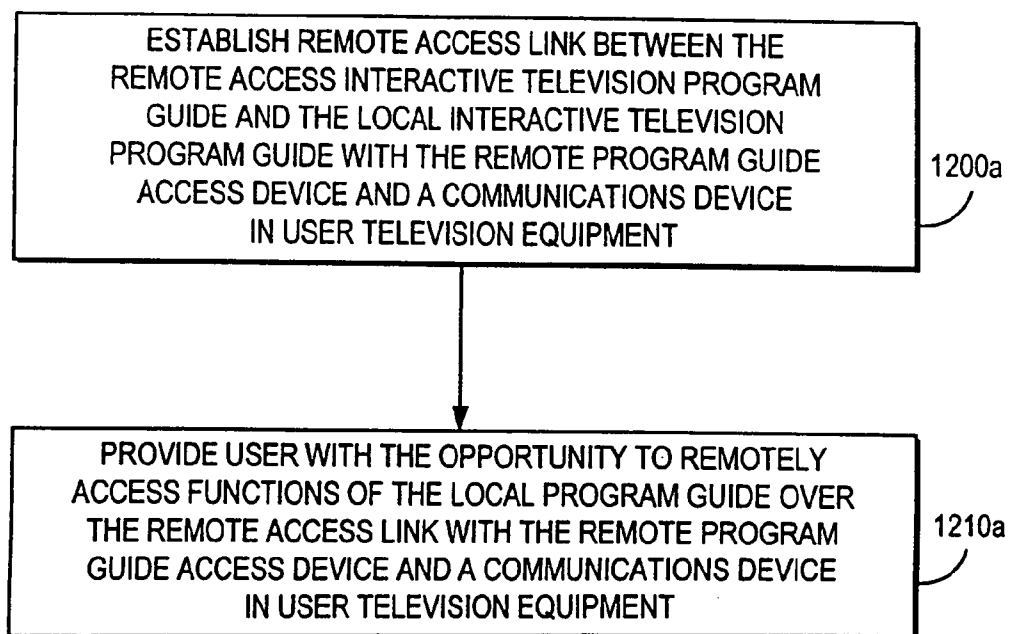 ESTABLISH REMOTE ACCESS LINK BETWEEN THE
REMOTE ACCESS INTERACTIVE TELEVISION PROGRAM
GUIDE AND THE LOCAL INTERACTIVE TELEVISION
PROGRAM GUIDE WITH THE REMOTE PROGRAM GUIDE
ACCESS DEVICE AND A COMMUNICATIONS DEVICE
IN USER TELEVISION EQUIPMENT
1200a
PROVIDE USER WITH THE OPPORTUNITY TO REMOTELY
ACCESS FUNCTIONS OF THE LOCAL PROGRAM GUIDE OVER
THE REMOTE ACCESS LINK WITH THE REMOTE PROGRAM
GUIDE ACCESS DEVICE AND A COMMUNICATIONS DEVICE
IN USER TELEVISION EQUIPMENT
1210a